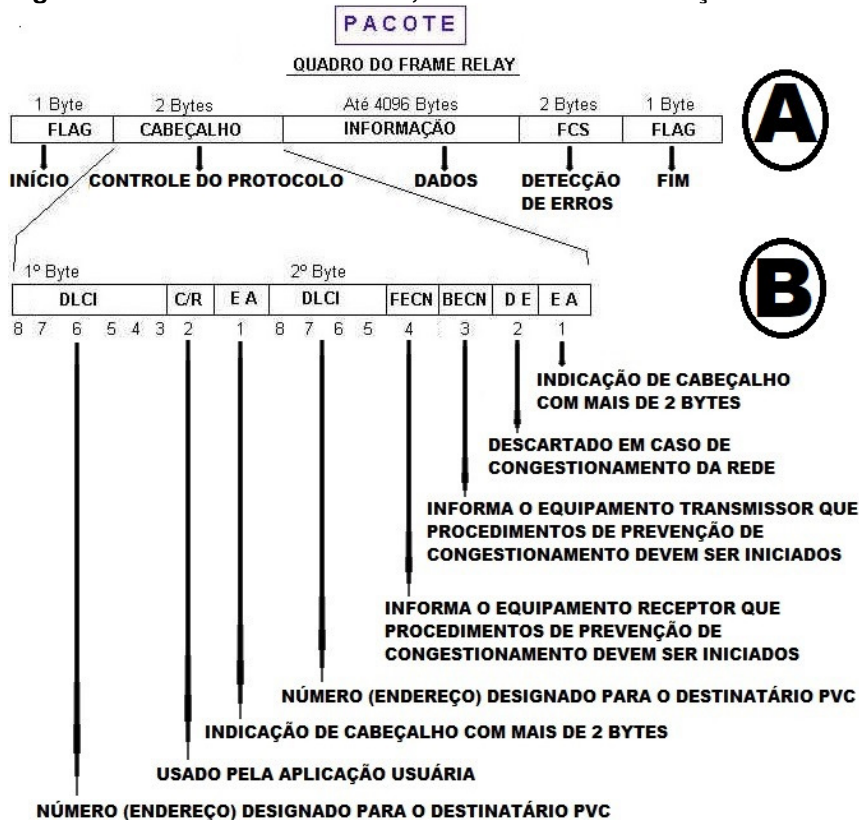 PACOTE
QUADRO DO FRAME RELAY
1 Byte 2 Bytes Até 4096 Bytes 2 Bytes 1 Byte
FLAG CABEÇALHO INFORMAÇÃO FCS FLAG
A
INÍCIO CONTROLE DO PROTOCOLO DADOS DETECÇÃO DE ERROS FIM
1º Byte 2º Byte
DLCI C/R E A DLCI FECN BECN D E E A
B
8 7 6 5 4 3 2 1 8 7 6 5 4 3 2 1
INDICAÇÃO DE CABEÇALHO
COM MAIS DE 2 BYTES
DESCARTADO EM CASO DE
CONGESTIONAMENTO DA REDE
INFORMA O EQUIPAMENTO TRANSMISSOR QUE
PROCEDIMENTOS DE PREVENÇÃO DE
CONGESTIONAMENTO DEVEM SER INICIADOS
INFORMA O EQUIPAMENTO RECEPTOR QUE
PROCEDIMENTOS DE PREVENÇÃO DE
CONGESTIONAMENTO DEVEM SER INICIADOS
NÚMERO (ENDEREÇO) DESIGNADO PARA O DESTINATÁRIO PVC
INDICAÇÃO DE CABEÇALHO COM MAIS DE 2 BYTES
USADO PELA APLICAÇÃO USUÁRIA
NÚMERO (ENDEREÇO) DESIGNADO PARA O DESTINATÁRIO PVC